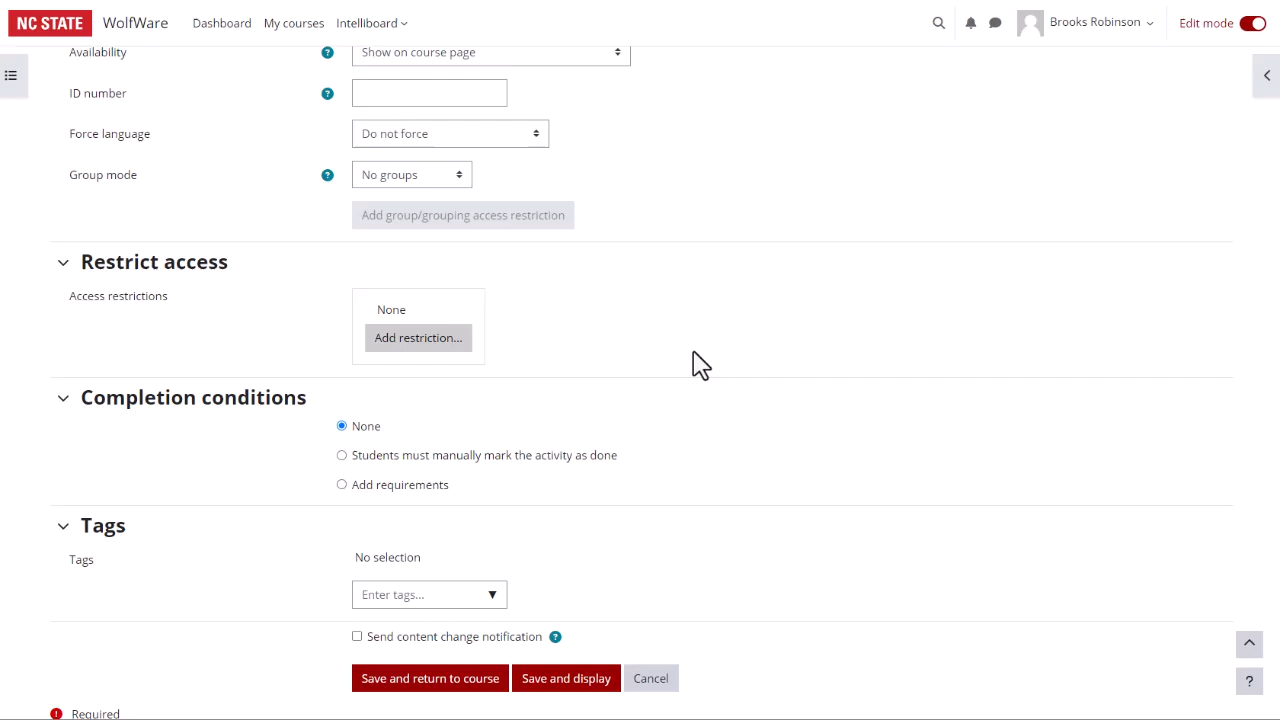 NC STATE WolfWare Dashboard My courses Intelliboard Brooks Robinson Edit mode
Availability ? Show on course page
ID number ?
Force language Do not force
Group mode ? No groups
Add group/grouping access restriction
Restrict access
Access restrictions
None
Add restriction...
Completion conditions
None
Students must manually mark the activity as done
Add requirements
Tags
Tags No selection
Enter tags... ▼
Send content change notification ?
Save and return to course Save and display Cancel
?
! Required